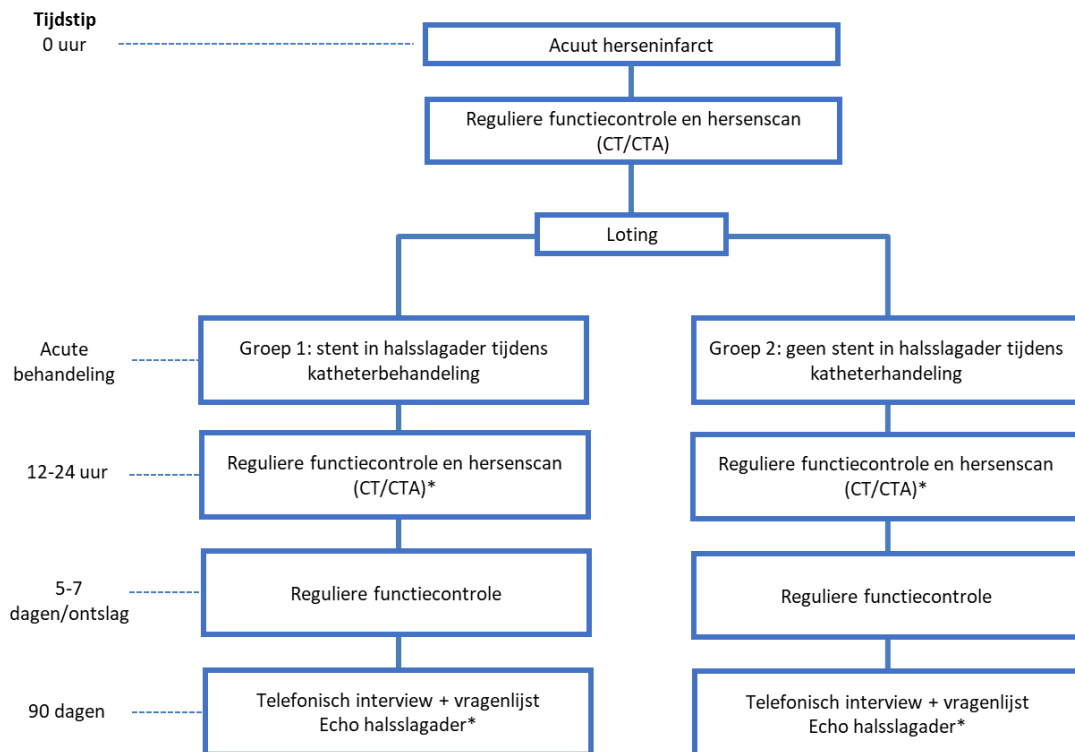 Tijdstip
0 uur
Acuut herseninfarct
Reguliere functiecontrole en hersenscan
(CT/CTA)
Loting
Acute
behandeling
Groep 1: stent in halsslagader tijdens
katheterbehandeling
Groep 2: geen stent in halsslagader tijdens
katheterhandeling
12-24 uur
Reguliere functiecontrole en hersenscan
(CT/CTA)*
Reguliere functiecontrole en hersenscan
(CT/CTA)*
5-7
dagen/ontslag
Reguliere functiecontrole
Reguliere functiecontrole
90 dagen
Telefonisch interview + vragenlijst
Echo halsslagader*
Telefonisch interview + vragenlijst
Echo halsslagader*